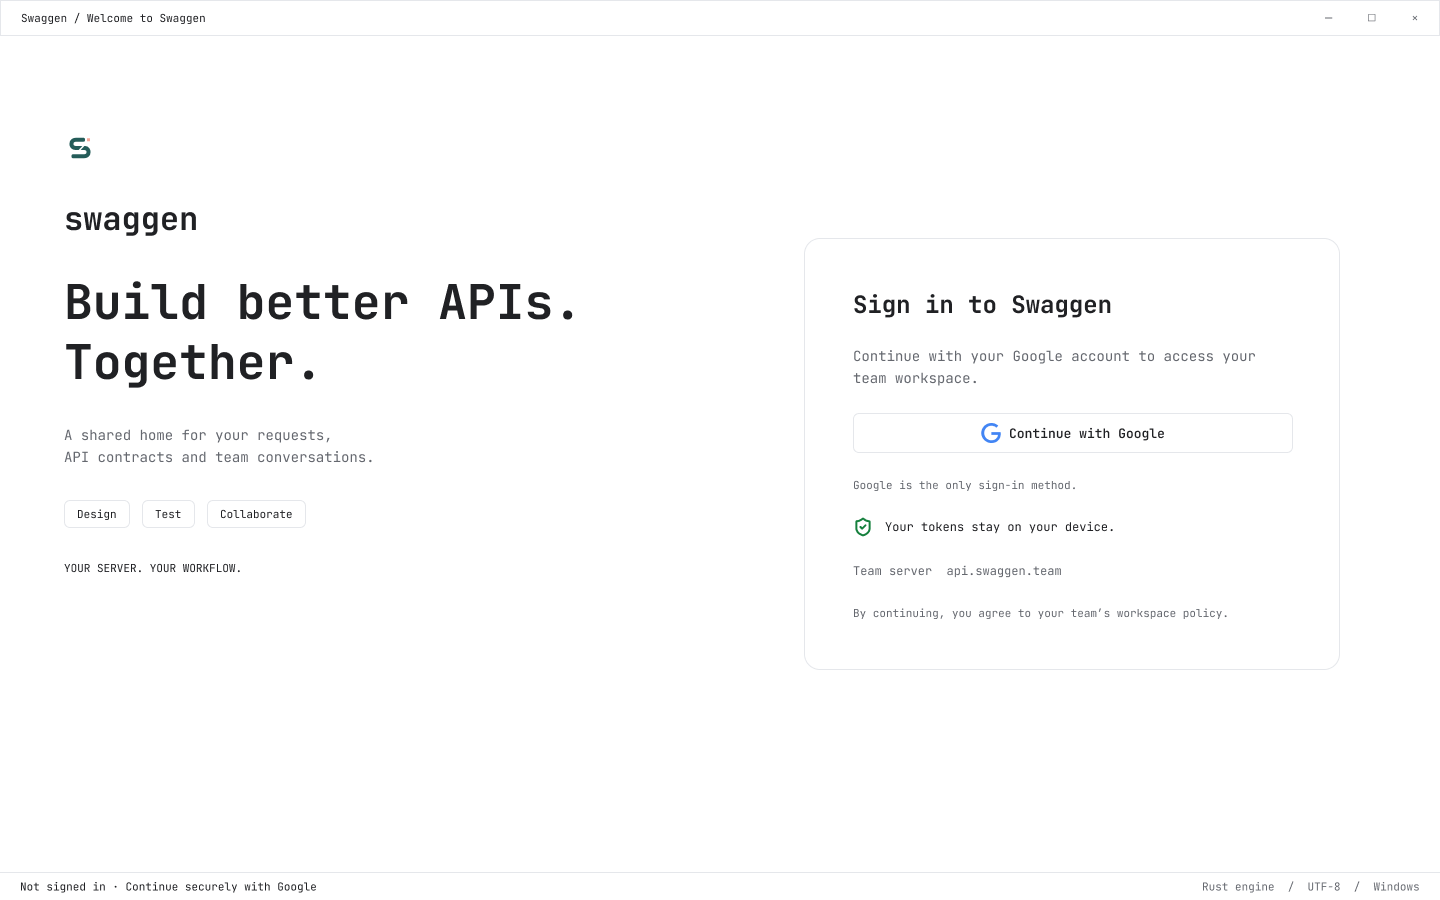 Swaggen / Welcome to Swaggen
swaggen
Build better APIs.
Together.
A shared home for your requests,
API contracts and team conversations.
Design
Test
Collaborate
YOUR SERVER. YOUR WORKFLOW.
Sign in to Swaggen
Continue with your Google account to access your
team workspace.
Continue with Google
Google is the only sign-in method.
Your tokens stay on your device.
Team server api.swaggen.team
By continuing, you agree to your team’s workspace policy.
Not signed in · Continue securely with Google
Rust engine / UTF-8 / Windows